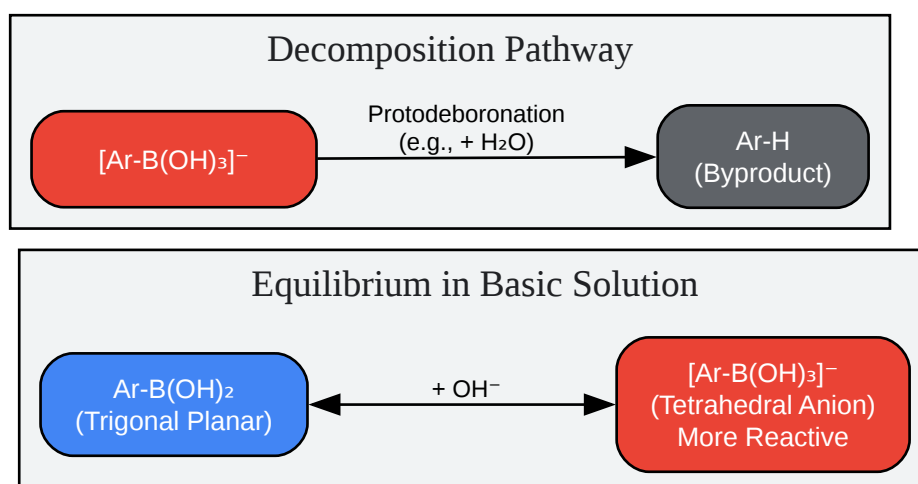 Decomposition Pathway
[Ar-B(OH)₃]⁻
Protodeboronation
(e.g., + H₂O)
Ar-H
(Byproduct)
Equilibrium in Basic Solution
Ar-B(OH)₂
(Trigonal Planar)
+ OH⁻
[Ar-B(OH)₃]⁻
(Tetrahedral Anion)
More Reactive